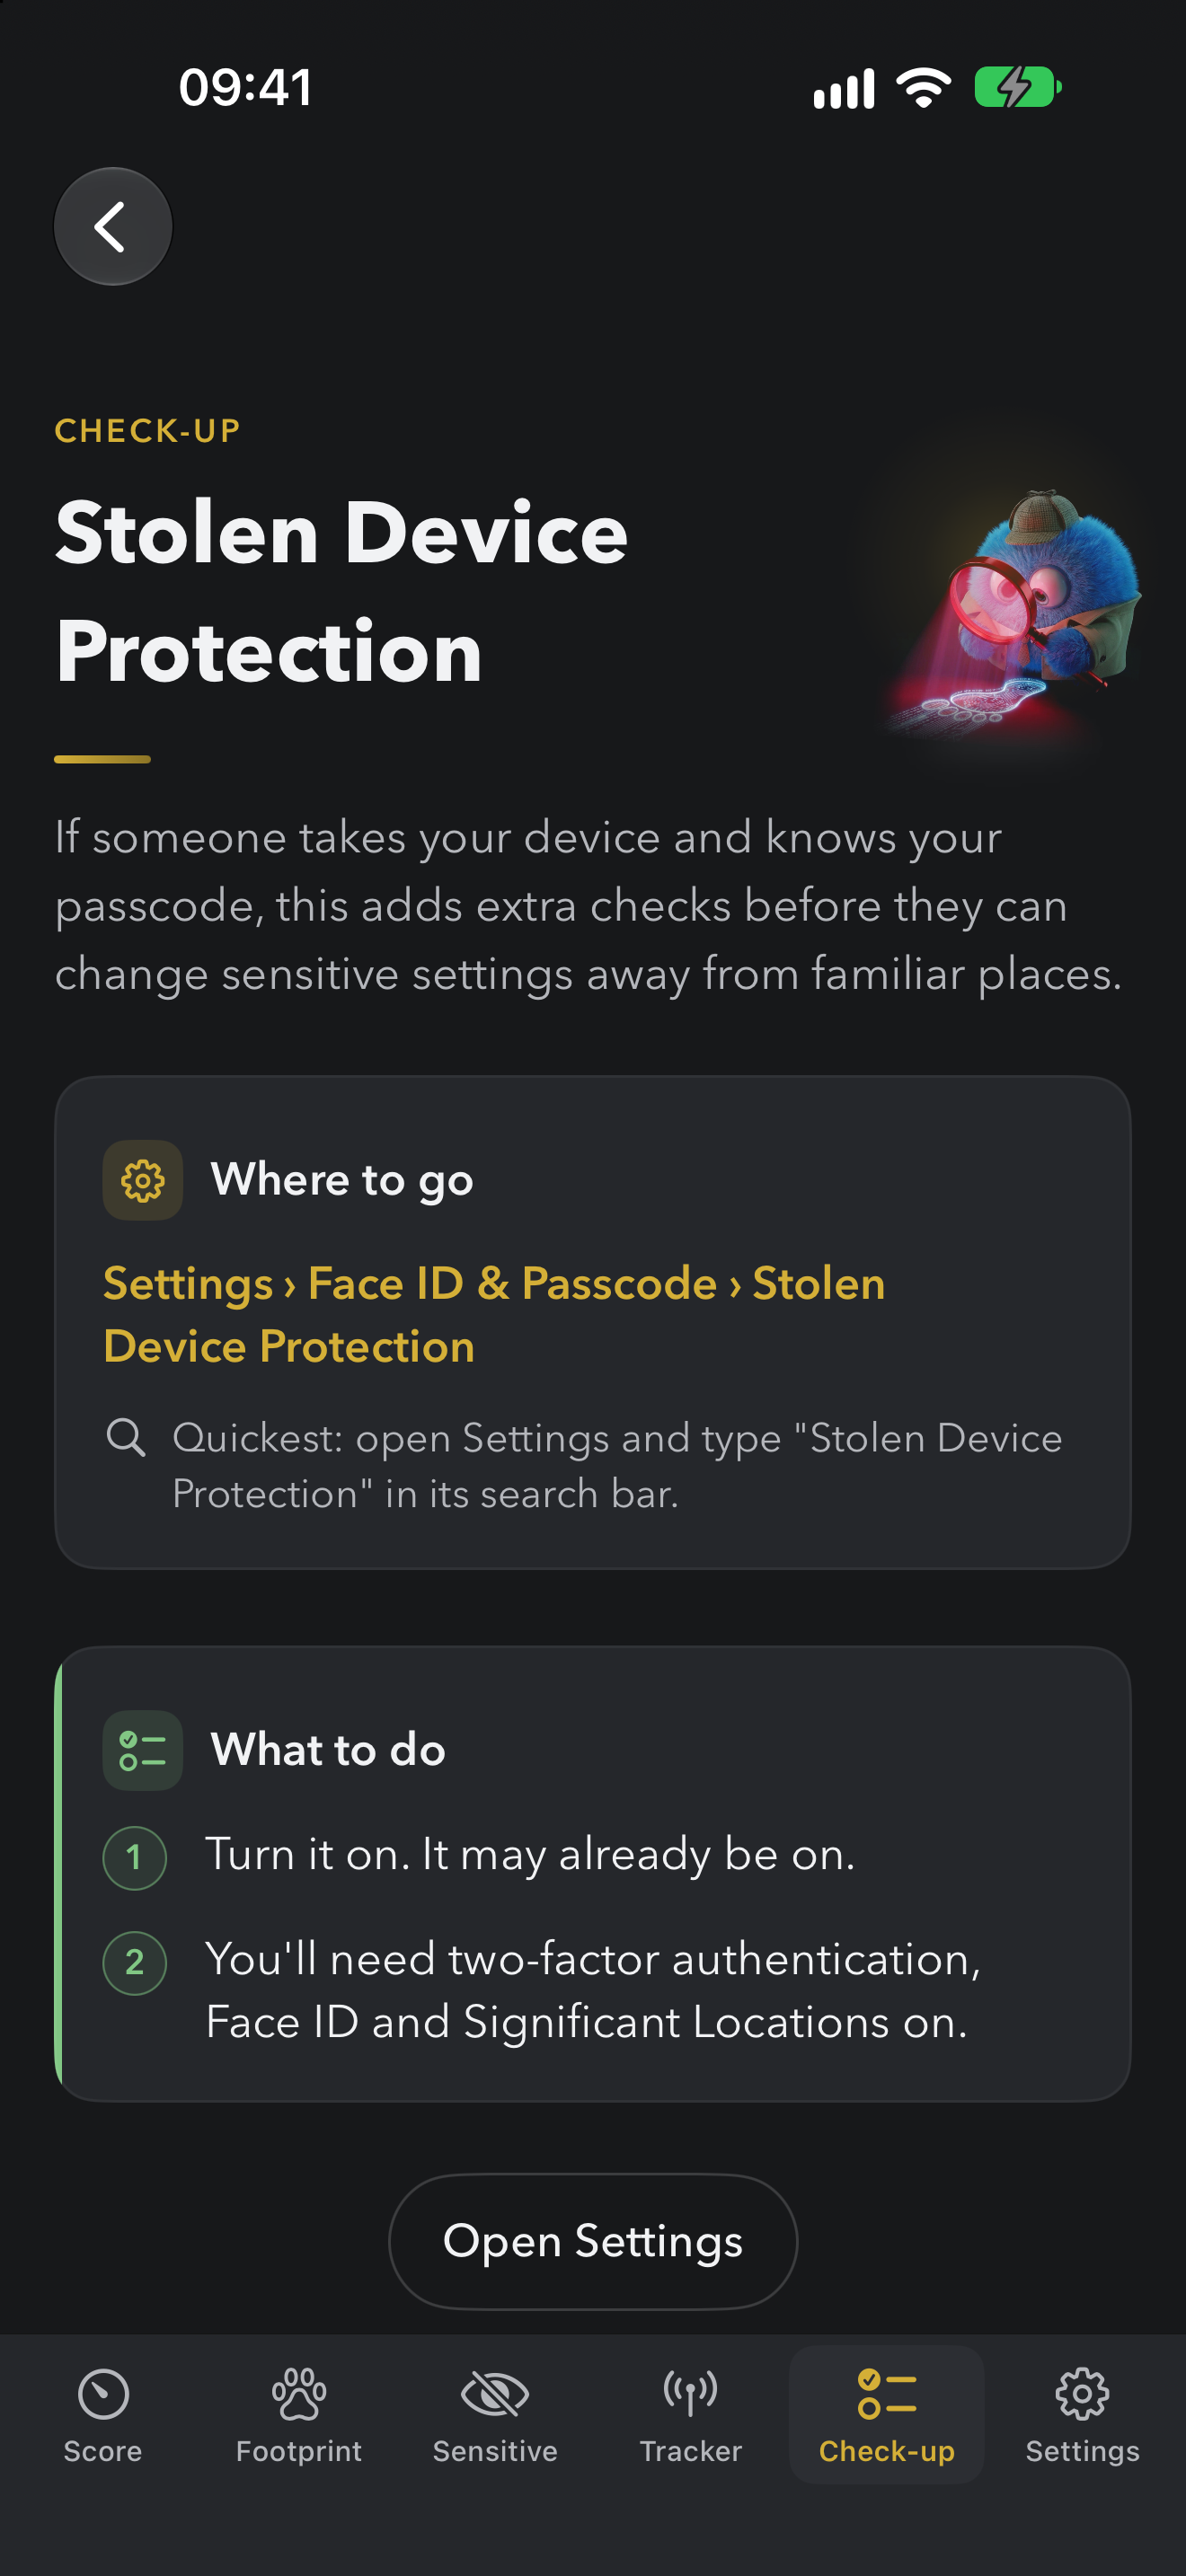 09:41
CHECK-UP
Stolen Device
Protection
If someone takes your device and knows your
passcode, this adds extra checks before they can
change sensitive settings away from familiar places.
Where to go
Settings › Face ID & Passcode › Stolen
Device Protection
Quickest: open Settings and type "Stolen Device
Protection" in its search bar.
What to do
1 Turn it on. It may already be on.
2 You'll need two-factor authentication,
Face ID and Significant Locations on.
Open Settings
Score Footprint Sensitive Tracker Check-up Settings